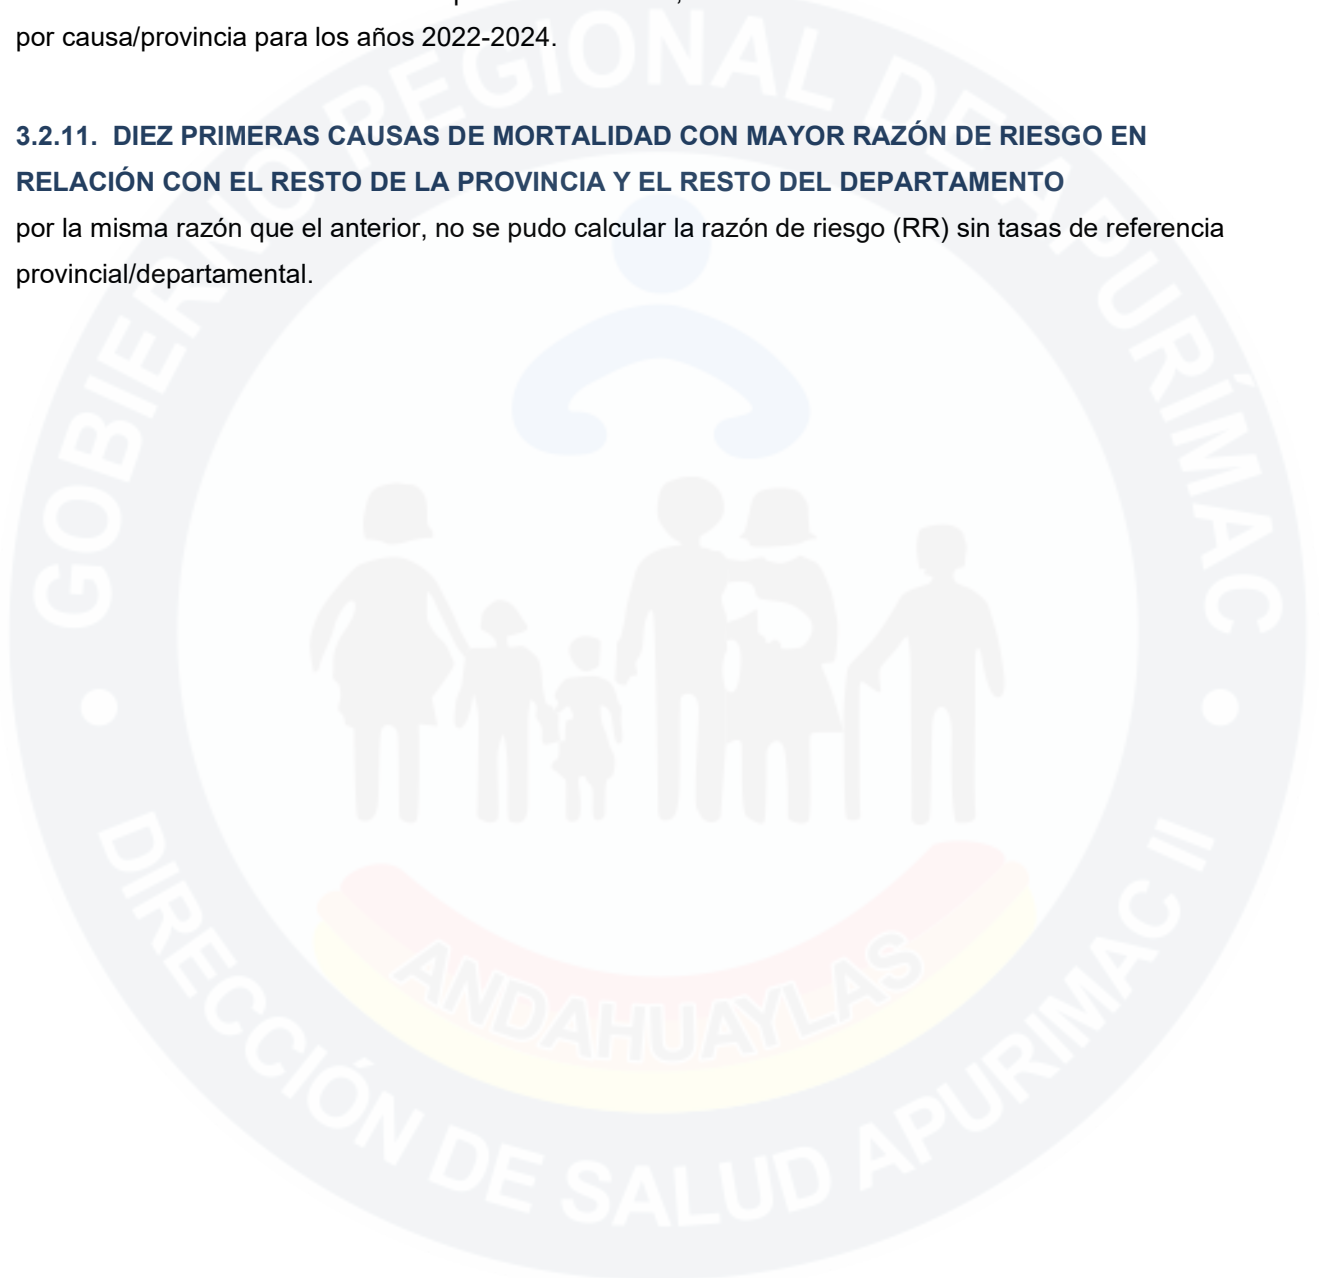 por causa/provincia para los años 2022-2024.
3.2.11. DIEZ PRIMERAS CAUSAS DE MORTALIDAD CON MAYOR RAZÓN DE RIESGO EN
RELACIÓN CON EL RESTO DE LA PROVINCIA Y EL RESTO DEL DEPARTAMENTO
por la misma razón que el anterior, no se pudo calcular la razón de riesgo (RR) sin tasas de referencia
provincial/departamental.
GOBIERNO REGIONAL DE APURÍMAC
ANDAHUAYLAS
DIRECCIÓN DE SALUD APURIMAC II